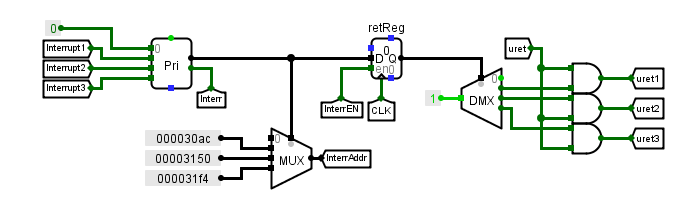 retReg
0
Interrupt1
Interrupt2
Interrupt3
0
Pri
Interr
0
D Q
en0
InterrEN
CLK
uret
1
0
DMX
uret1
uret2
uret3
000030ac
00003150
000031f4
0
MUX
InterrAddr